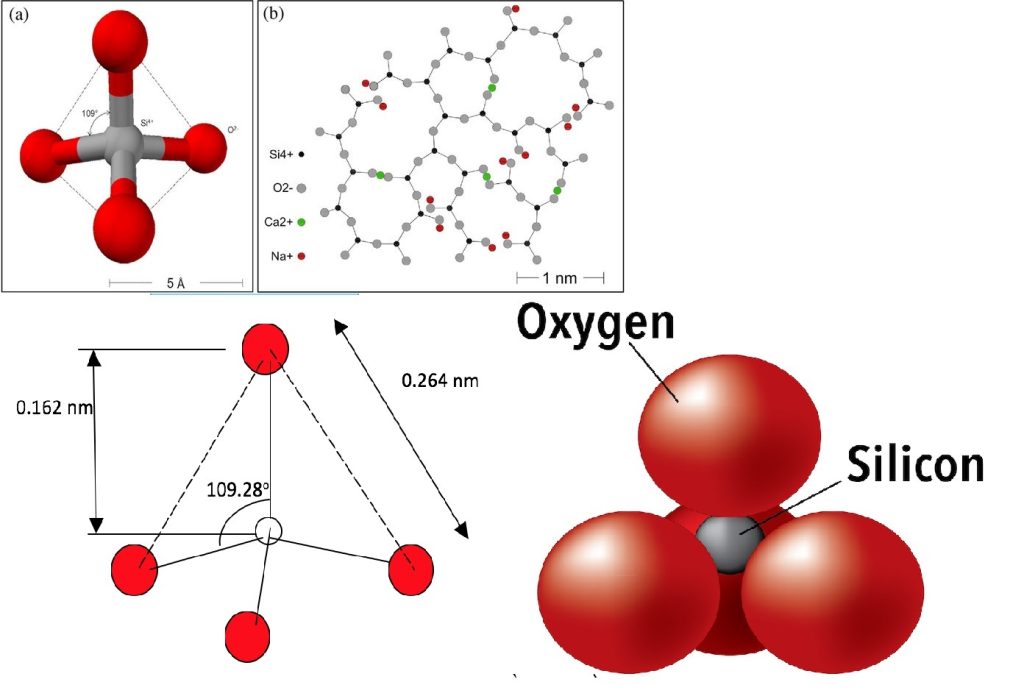 (a)
109°
Si⁴⁺
O²⁻
5 Å
(b)
Si4+
O2-
Ca2+
Na+
1 nm
0.162 nm
0.264 nm
109.28°
Oxygen
Silicon